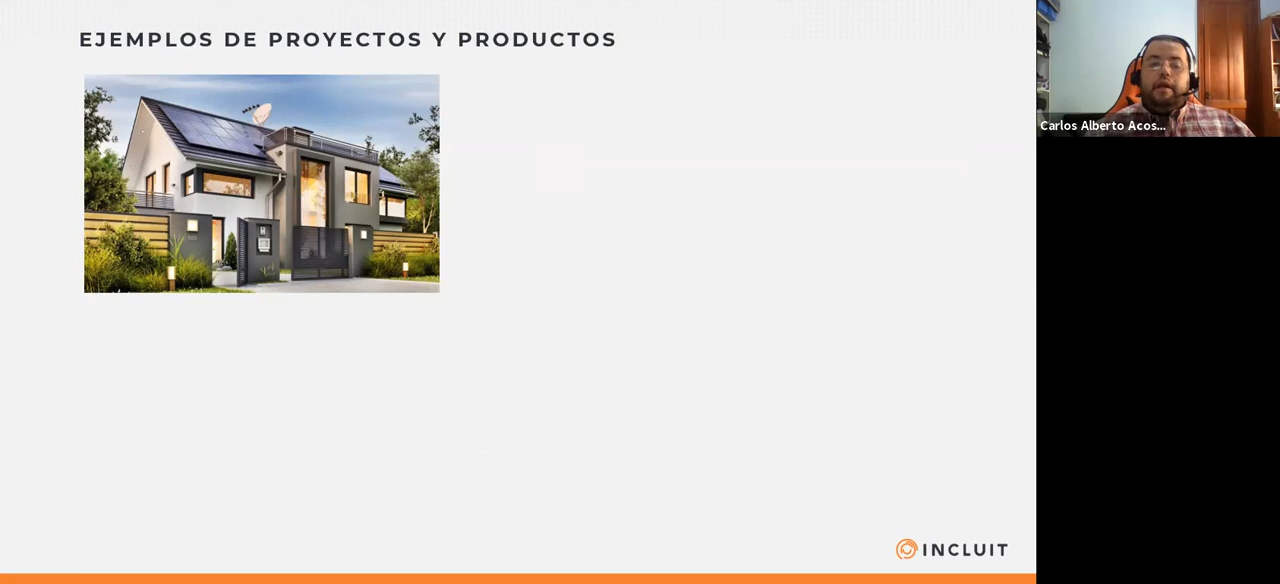 EJEMPLOS DE PROYECTOS Y PRODUCTOS
Carlos Alberto Acos...
INCLUIT